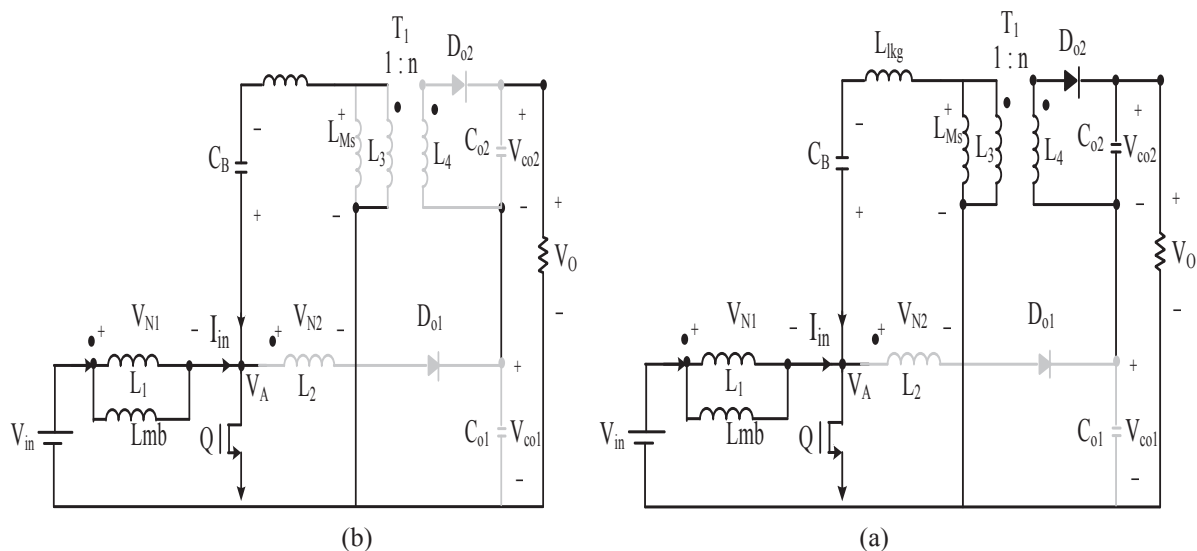 T1
1 : n
Do2
LMs
L3
L4
Co2
Vco2
CB
VO
VN1
Iin
VN2
Do1
L1
VA
L2
Lmb
Vin
Q
Co1
Vco1
(b)
T1
1 : n
Llkg
Do2
LMs
L3
L4
Co2
Vco2
CB
VO
VN1
Iin
VN2
Do1
L1
VA
L2
Lmb
Vin
Q
Co1
Vco1
(a)